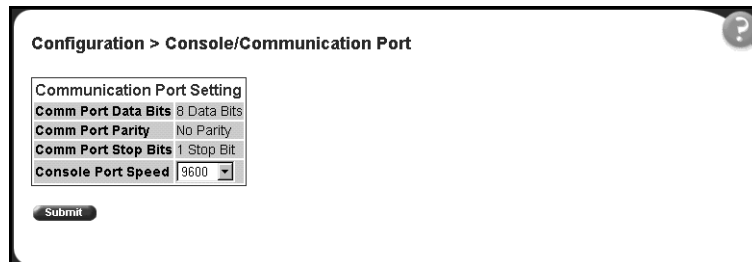 Configuration > Console/Communication Port
?
Communication Port Setting
Comm Port Data Bits 8 Data Bits
Comm Port Parity No Parity
Comm Port Stop Bits 1 Stop Bit
Console Port Speed 9600
Submit